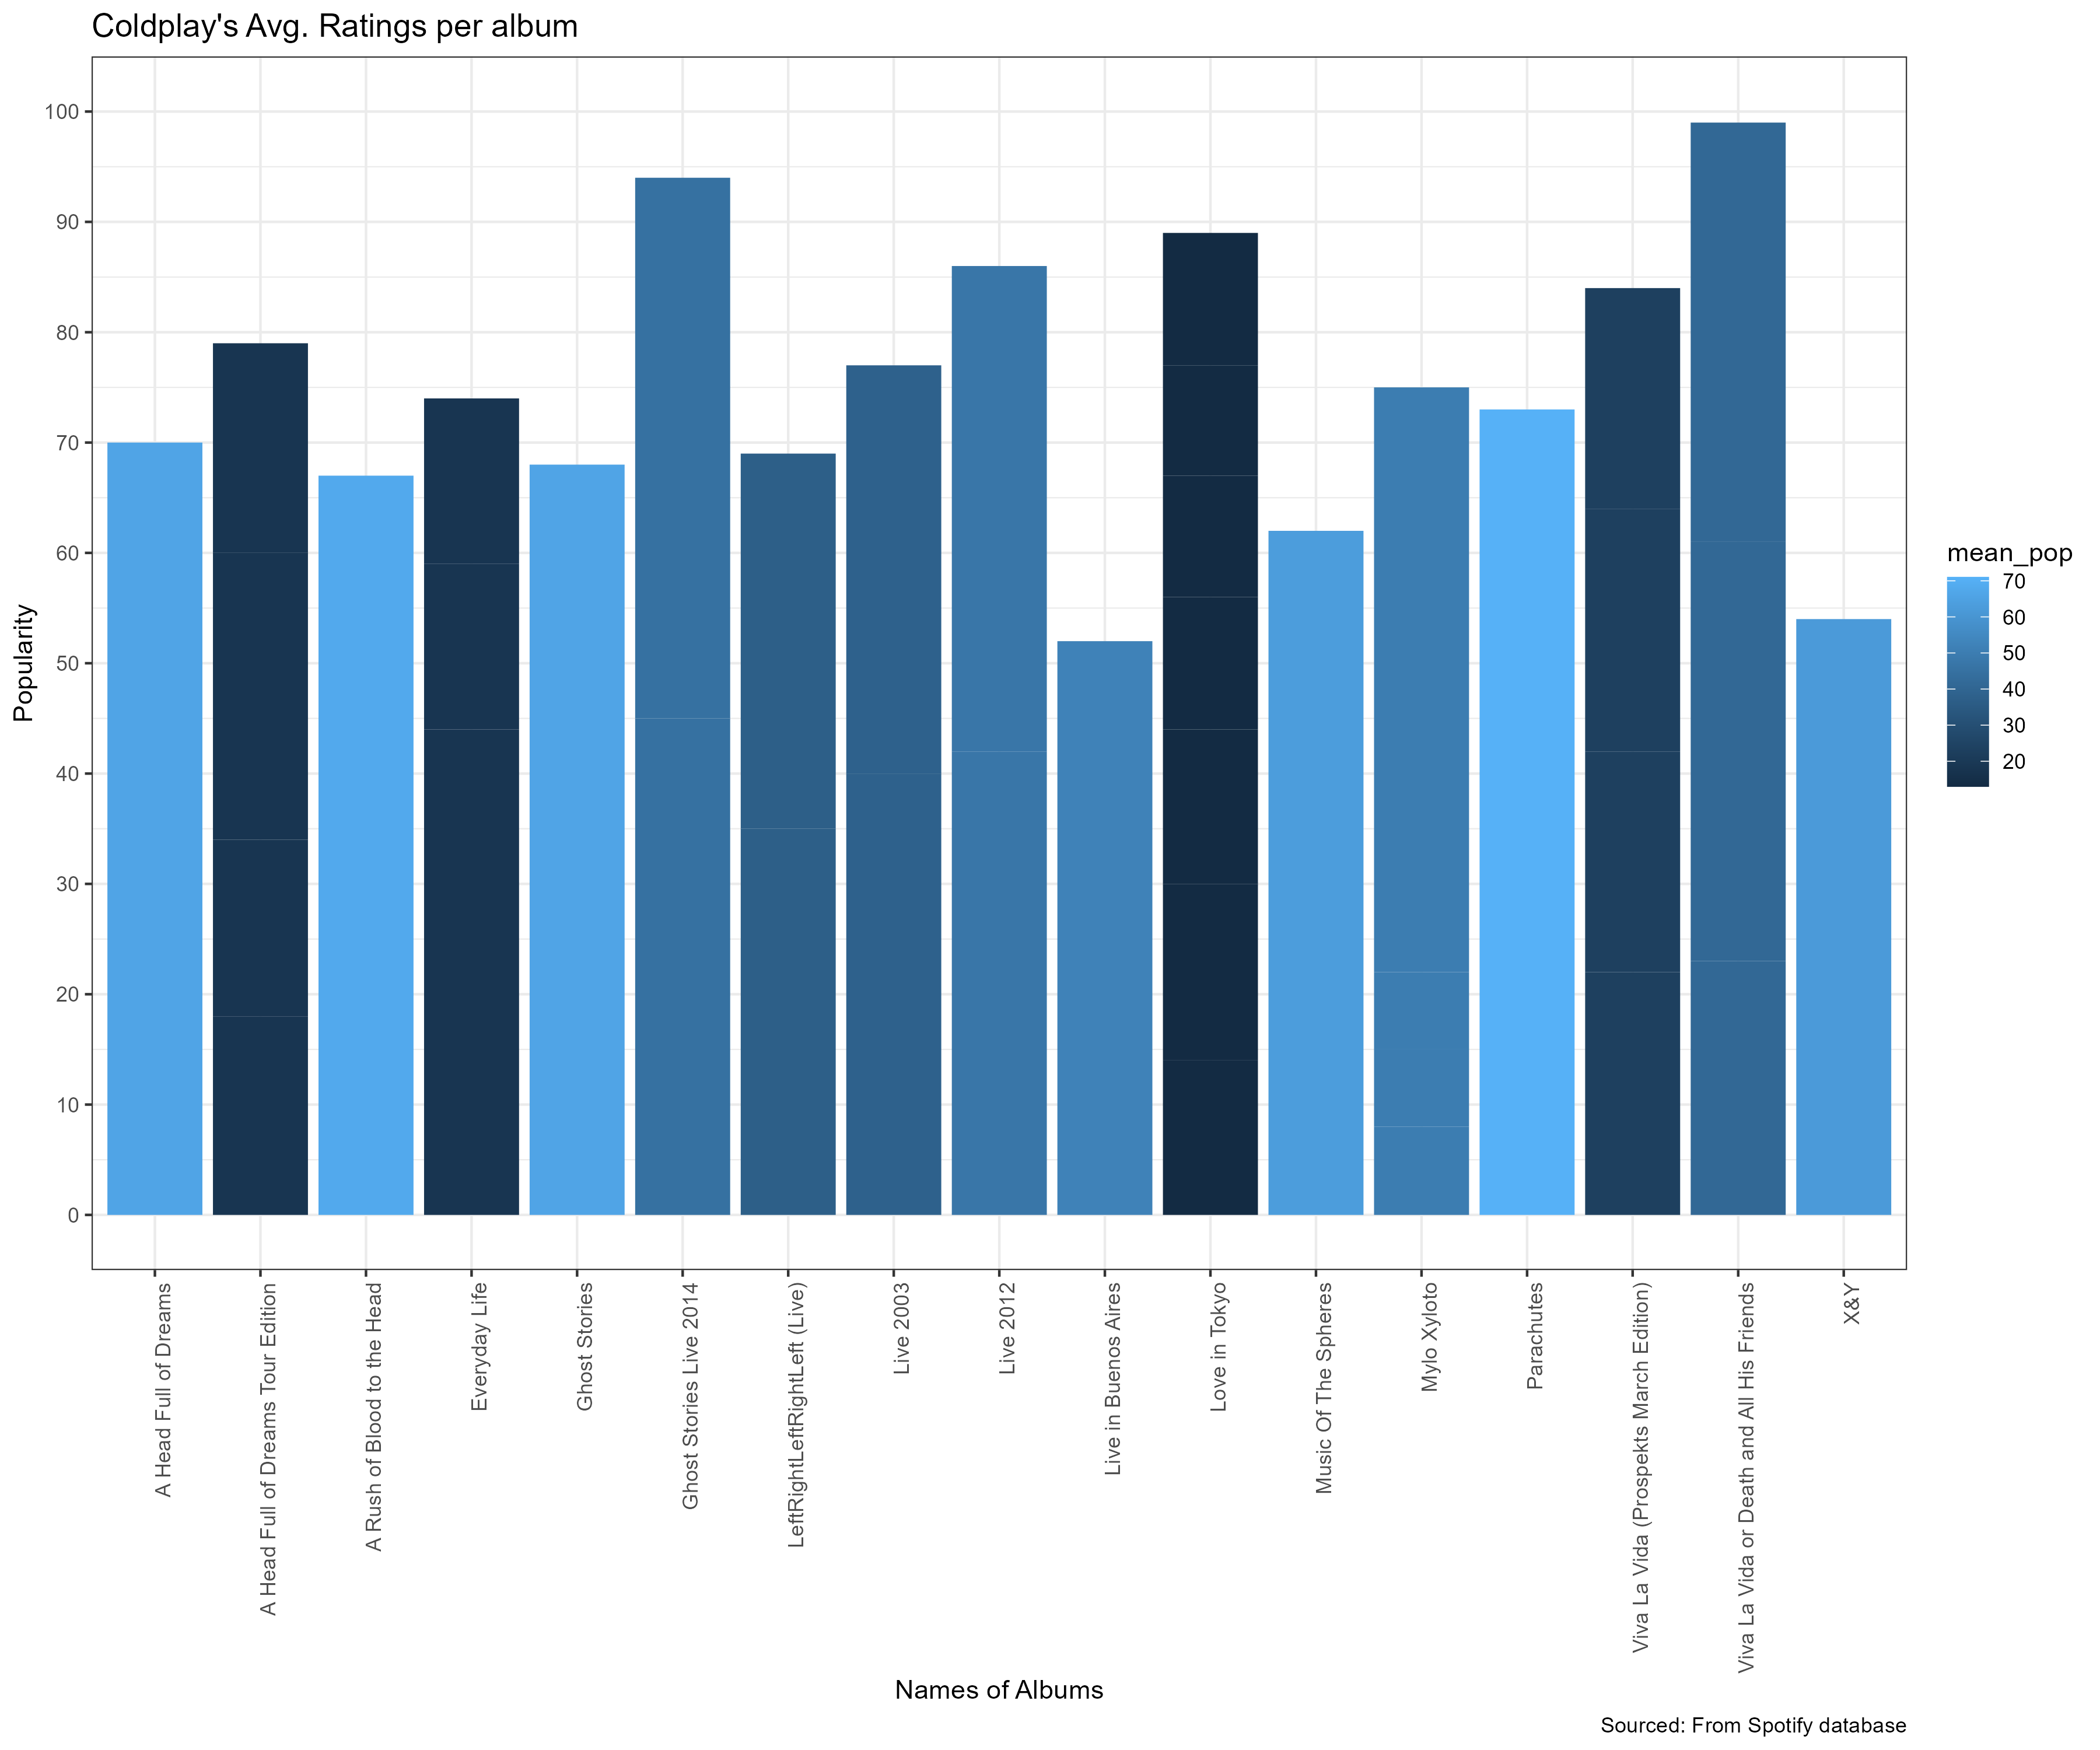 Coldplay's Avg. Ratings per album
100
90
80
70
60
50
40
30
20
10
0
Popularity
A Head Full of Dreams
A Head Full of Dreams Tour Edition
A Rush of Blood to the Head
Everyday Life
Ghost Stories
Ghost Stories Live 2014
LeftRightLeftRightLeft (Live)
Live 2003
Live 2012
Live in Buenos Aires
Love in Tokyo
Music Of The Spheres
Mylo Xyloto
Parachutes
Viva La Vida (Prospekts March Edition)
Viva La Vida or Death and All His Friends
X&Y
Names of Albums
mean_pop
70
60
50
40
30
20
Sourced: From Spotify database